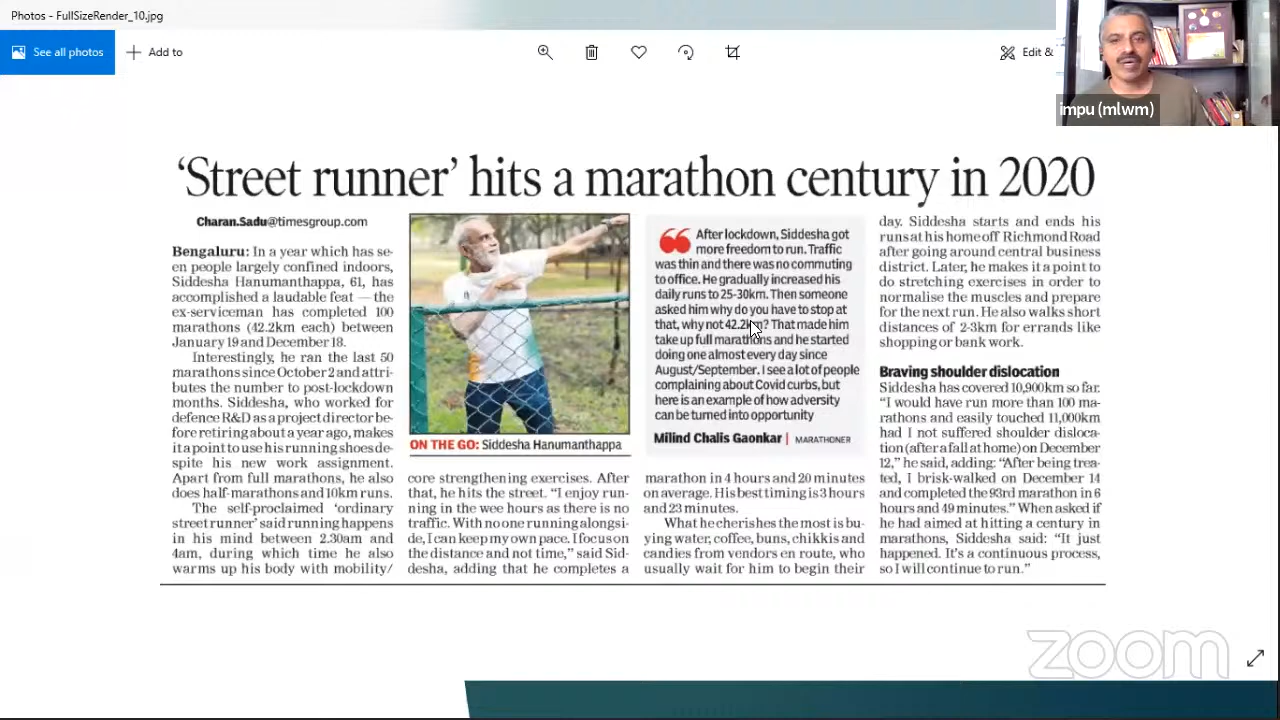 Photos - FullSizeRender_10.jpg
See all photos
Add to
Edit &
impu (mlwm)
‘Street runner’ hits a marathon century in 2020
Charan.Sadu@timesgroup.com
Bengaluru: In a year which has se-
en people largely confined indoors,
Siddesha Hanumanthappa, 61, has
accomplished a laudable feat — the
ex-serviceman has completed 100
marathons (42.2km each) between
January 19 and December 18.
Interestingly, he ran the last 50
marathons since October 2 and attri-
butes the number to post-lockdown
months. Siddesha, who worked for
defence R&D as a project director be-
fore retiring about a year ago, makes
it a point to use his running shoes de-
spite his new work assignment.
Apart from full marathons, he also
does half-marathons and 10km runs.
The self-proclaimed ‘ordinary
street runner’ said running happens
in his mind between 2.30am and
4am, during which time he also
warms up his body with mobility/
ON THE GO: Siddesha Hanumanthappa
core strengthening exercises. After
that, he hits the street. “I enjoy run-
ning in the wee hours as there is no
traffic. With no one running alongsi-
de, I can keep my own pace. I focus on
the distance and not time,” said Sid-
desha, adding that he completes a
After lockdown, Siddesha got
more freedom to run. Traffic
was thin and there was no commuting
to office. He gradually increased his
daily runs to 25-30km. Then someone
asked him why do you have to stop at
that, why not 42.2km? That made him
take up full marathons and he started
doing one almost every day since
August/September. I see a lot of people
complaining about Covid curbs, but
here is an example of how adversity
can be turned into opportunity
Milind Chalis Gaonkar | MARATHONER
marathon in 4 hours and 20 minutes
on average. His best timing is 3 hours
and 23 minutes.
What he cherishes the most is bu-
ying water, coffee, buns, chikkis and
candies from vendors en route, who
usually wait for him to begin their
day. Siddesha starts and ends his
runs at his home off Richmond Road
after going around central business
district. Later, he makes it a point to
do stretching exercises in order to
normalise the muscles and prepare
for the next run. He also walks short
distances of 2-3km for errands like
shopping or bank work.
Braving shoulder dislocation
Siddesha has covered 10,900km so far.
“I would have run more than 100 ma-
rathons and easily touched 11,000km
had I not suffered shoulder disloca-
tion (after a fall at home) on December
12,” he said, adding: “After being trea-
ted, I brisk-walked on December 14
and completed the 93rd marathon in 6
hours and 49 minutes.” When asked if
he had aimed at hitting a century in
marathons, Siddesha said: “It just
happened. It’s a continuous process,
so I will continue to run.”
zoom